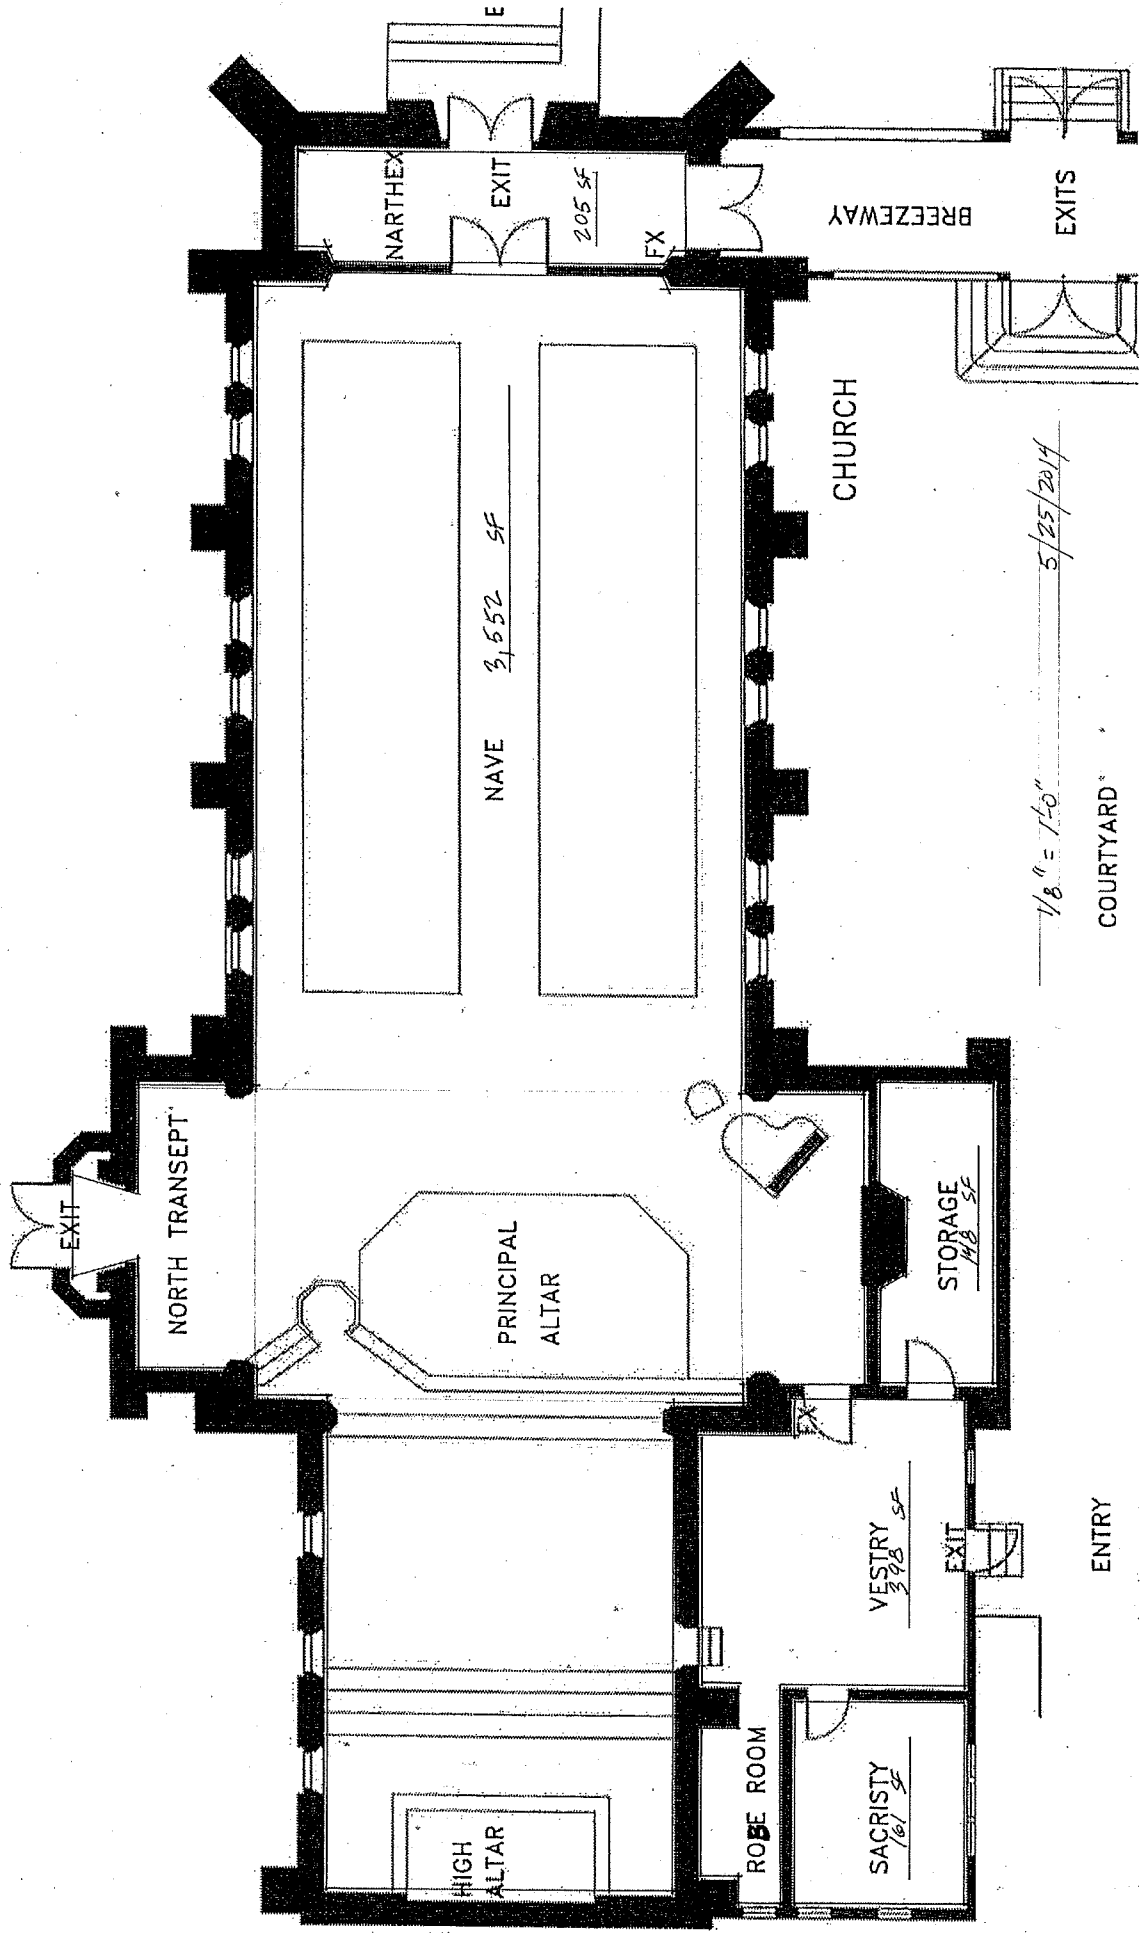 E
NARTHEX
EXIT
205 SF
FX
BREEZEWAY
EXITS
CHURCH
NAVE 3,552 SF
1/8" = 1'-0" 5/25/2014
COURTYARD
NORTH TRANSEPT
EXIT
PRINCIPAL
ALTAR
STORAGE
148 SF
FX
VESTRY
398 SF
EXIT
ENTRY
HIGH
ALTAR
ROBE ROOM
SACRISTY
161 SF